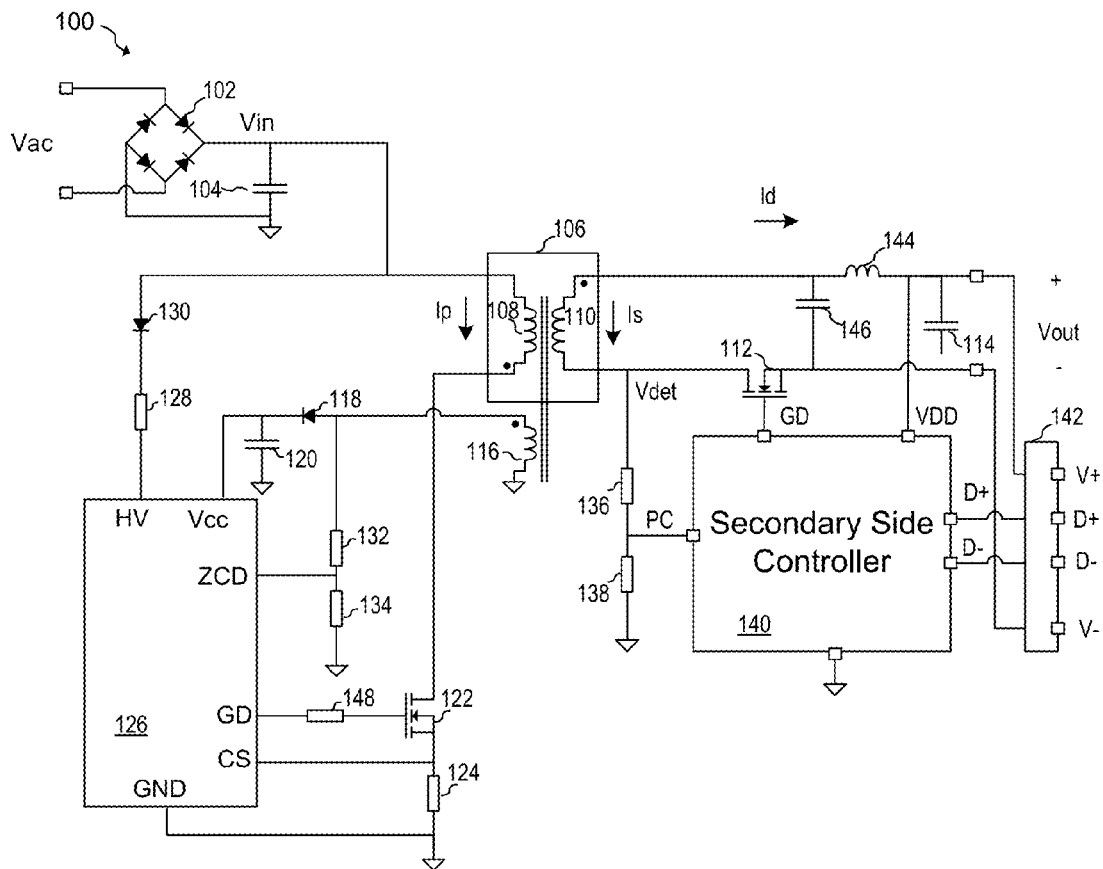 100
102
Vac
Vin
104
Id
106
144
130
Ip
108
110
Is
146
114
+
Vout
-
112
Vdet
128
118
GD
VDD
142
120
116
136
V+
HV
Vcc
PC
Secondary Side
Controller
D+
D+
132
D-
D-
ZCD
138
134
140
V-
148
122
GD
126
CS
124
GND